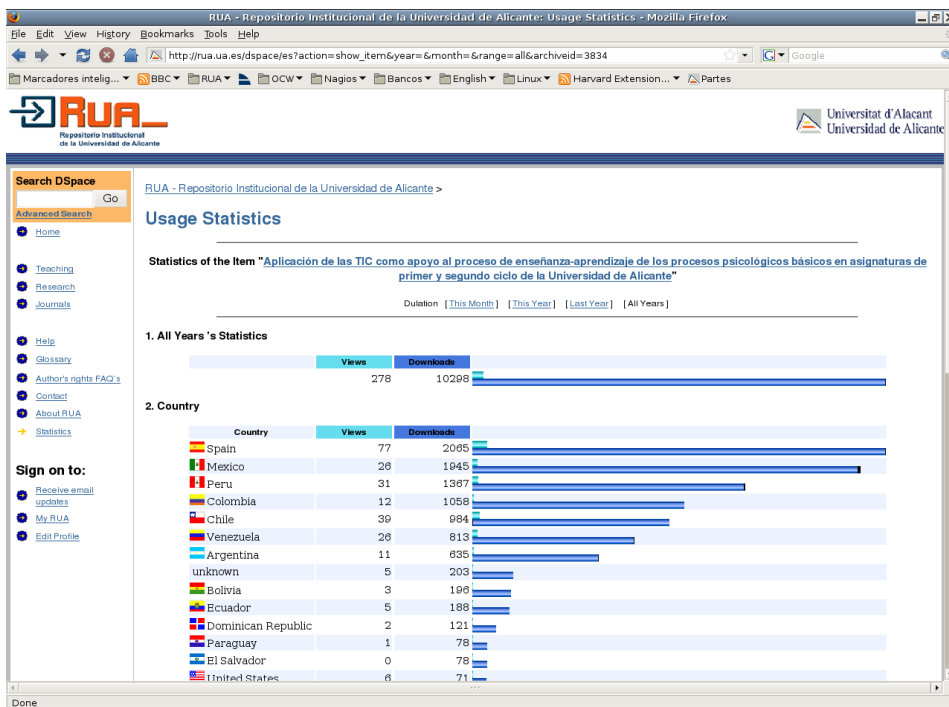 RUA - Repositorio Institucional de la Universidad de Alicante: Usage Statistics - Mozilla Firefox
File Edit View History Bookmarks Tools Help
http://rua.ua.es/dspace/es?action=show_item&year=&month=&range=all&archiveid=3834
G Google
Marcadores intelig... BBC RUA OCW Nagios Bancos English Linux Harvard Extension... Partes
RUA_
Repositorio Institucional
de la Universidad de Alicante
Universitat d'Alacant
Universidad de Alicante
Search DSpace
Go
Advanced Search
Home
Teaching
Research
Journals
Help
Glossary
Author's rights FAQ's
Contact
About RUA
Statistics
Sign on to:
Receive email
updates
My RUA
Edit Profile
RUA - Repositorio Institucional de la Universidad de Alicante >
Usage Statistics
Statistics of the Item "Aplicación de las TIC como apoyo al proceso de enseñanza-aprendizaje de los procesos psicológicos básicos en asignaturas de
primer y segundo ciclo de la Universidad de Alicante"
Dulation [This Month] [This Year] [Last Year] [All Years]
1. All Years 's Statistics
Views Downloads
278 10298
2. Country
Country Views Downloads
Spain 77 2065
Mexico 26 1945
Peru 31 1367
Colombia 12 1058
Chile 39 984
Venezuela 26 813
Argentina 11 635
unknown 5 203
Bolivia 3 196
Ecuador 5 188
Dominican Republic 2 121
Paraguay 1 78
El Salvador 0 78
United States 6 71
Done